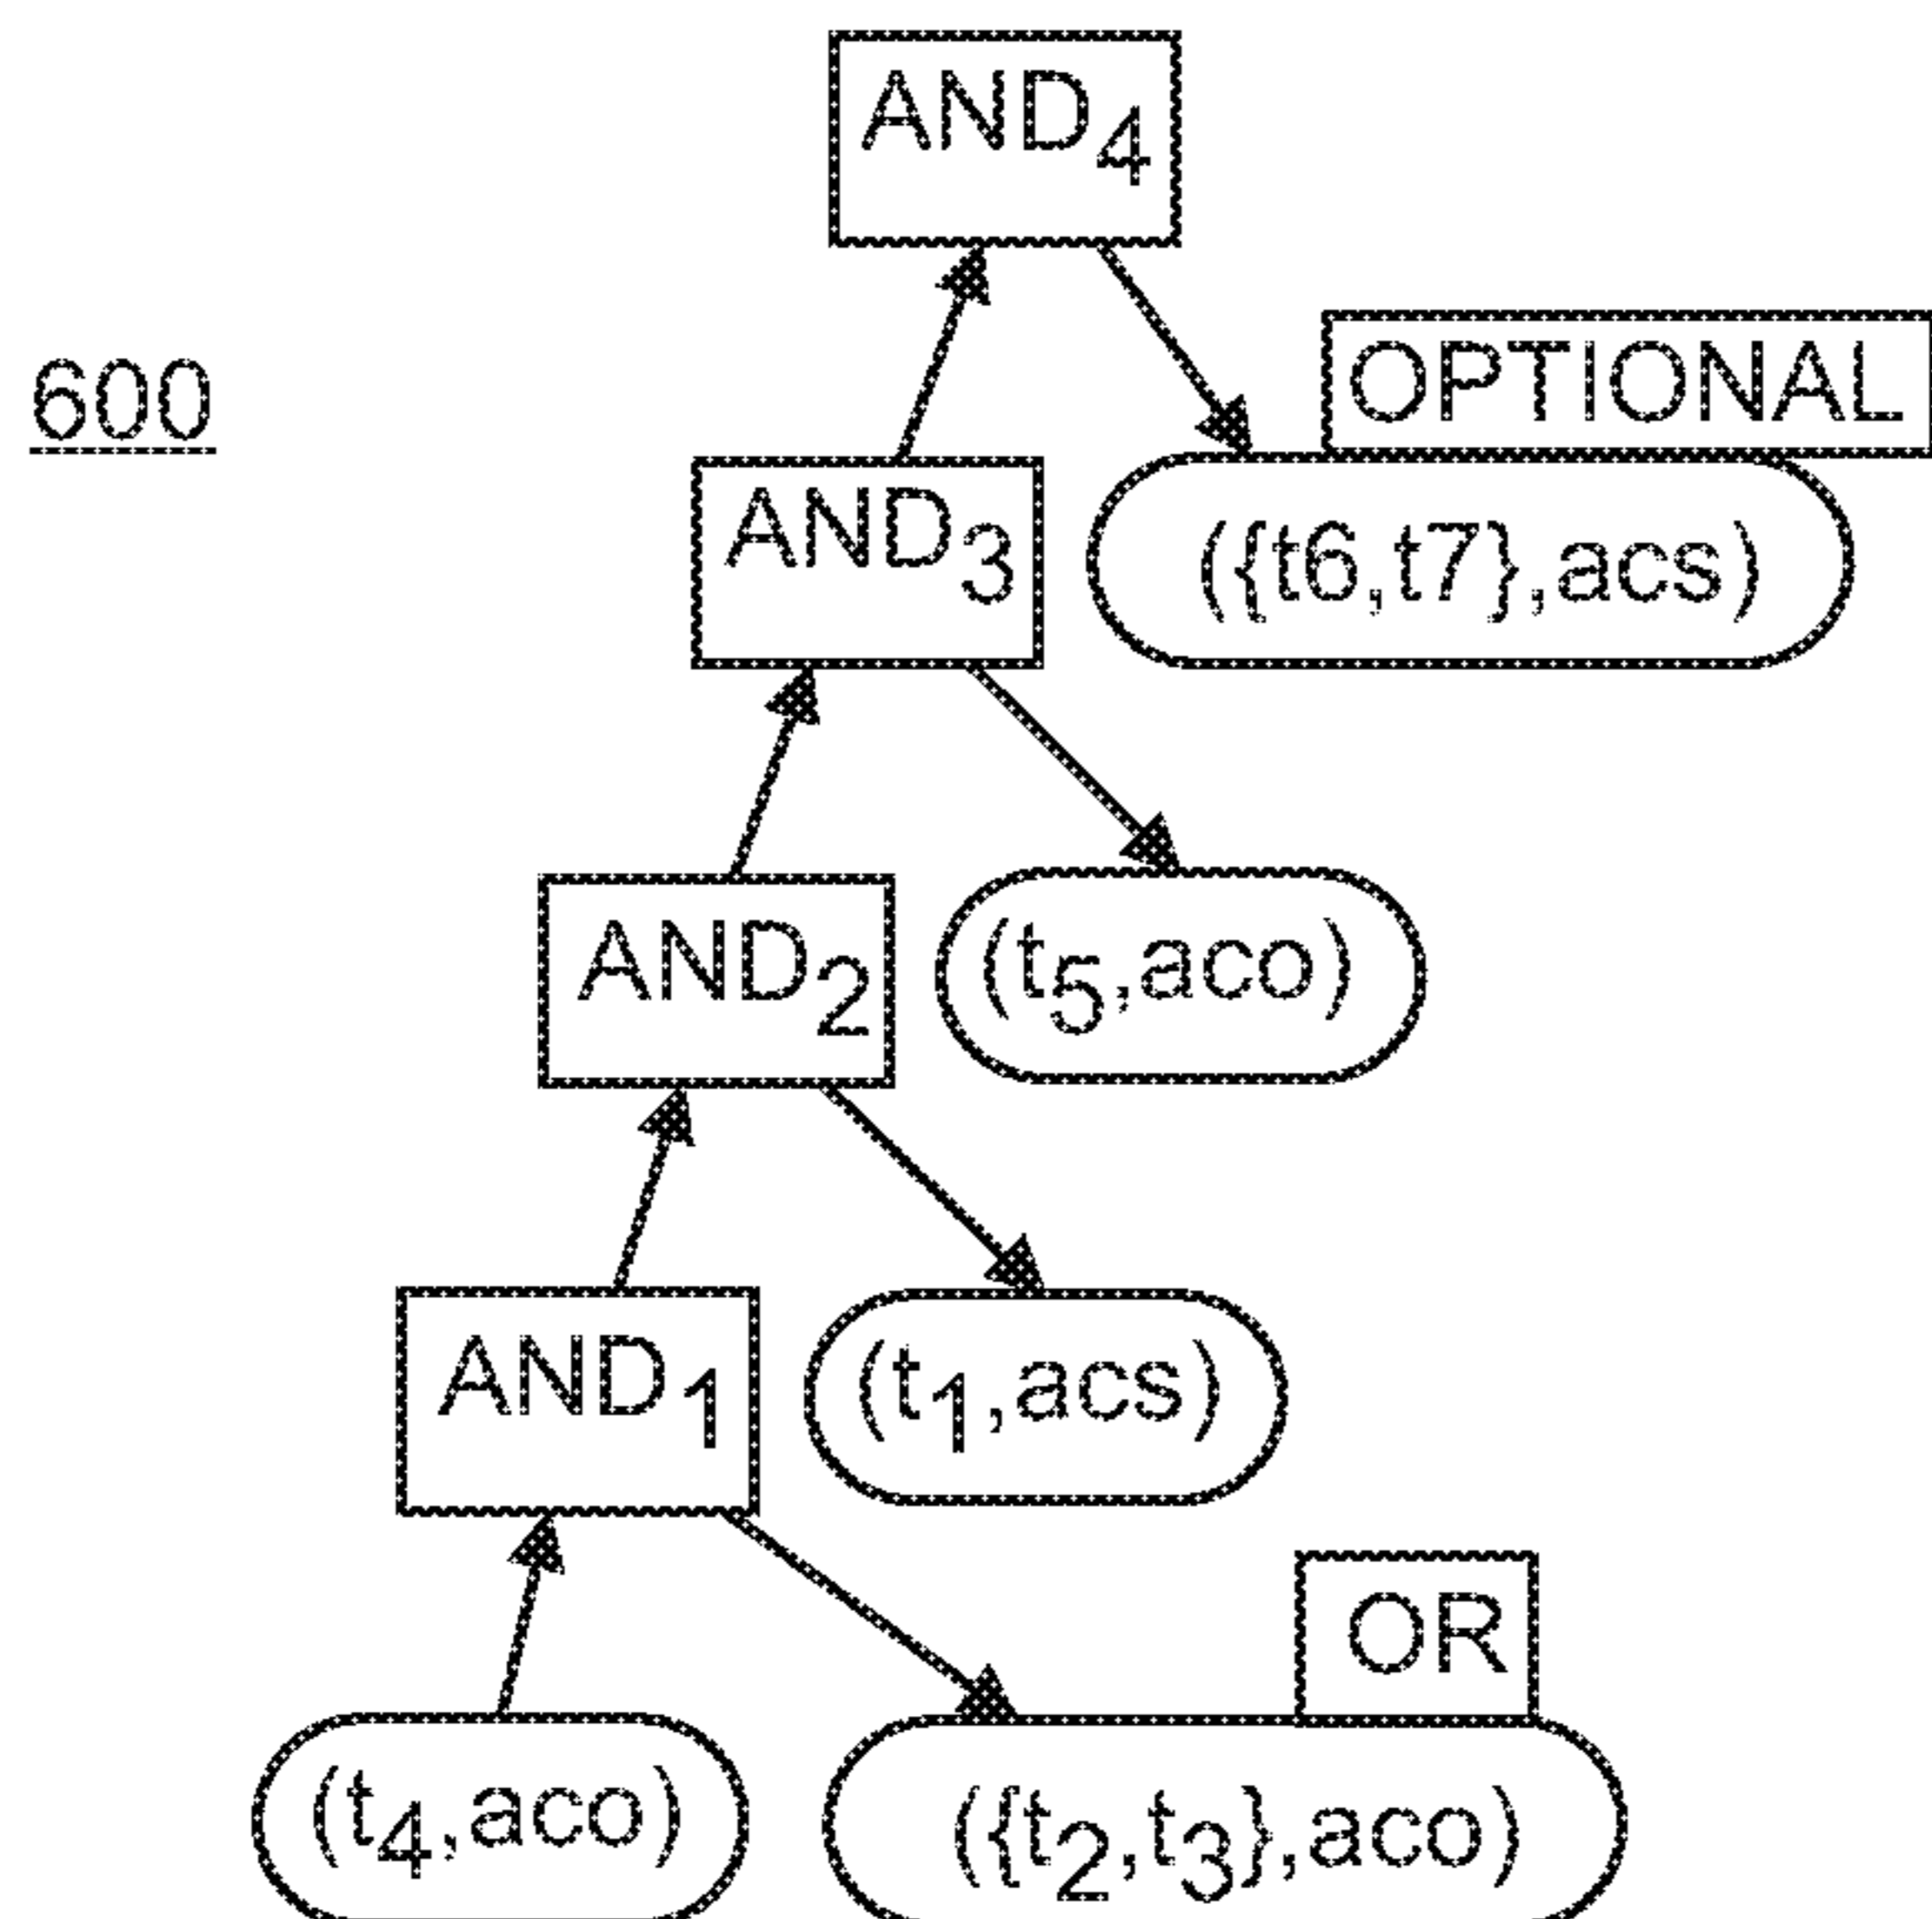 AND4
600
OPTIONAL
AND3
({t6,t7},acs)
AND2
(t5,aco)
AND1
(t1,acs)
OR
(t4,aco)
({t2,t3},aco)